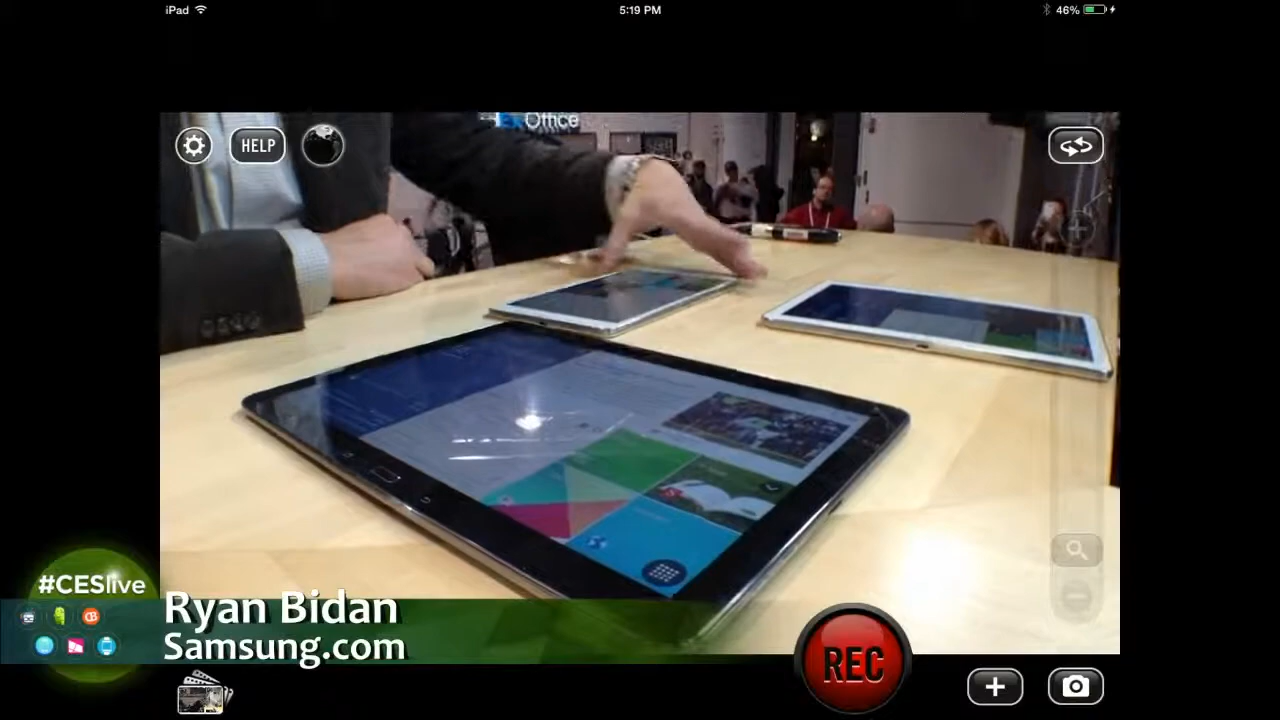 iPad
5:19 PM
46%
Office
HELP
#CESlive
Ryan Bidan
Samsung.com
REC